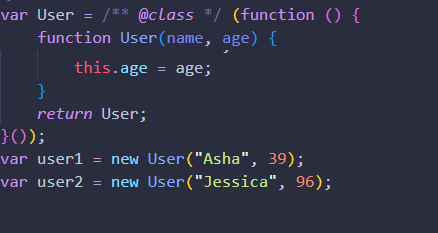 var User = /** @class */ (function () {
function User(name, age) {
this.age = age;
}
return User;
}());
var user1 = new User("Asha", 39);
var user2 = new User("Jessica", 96);